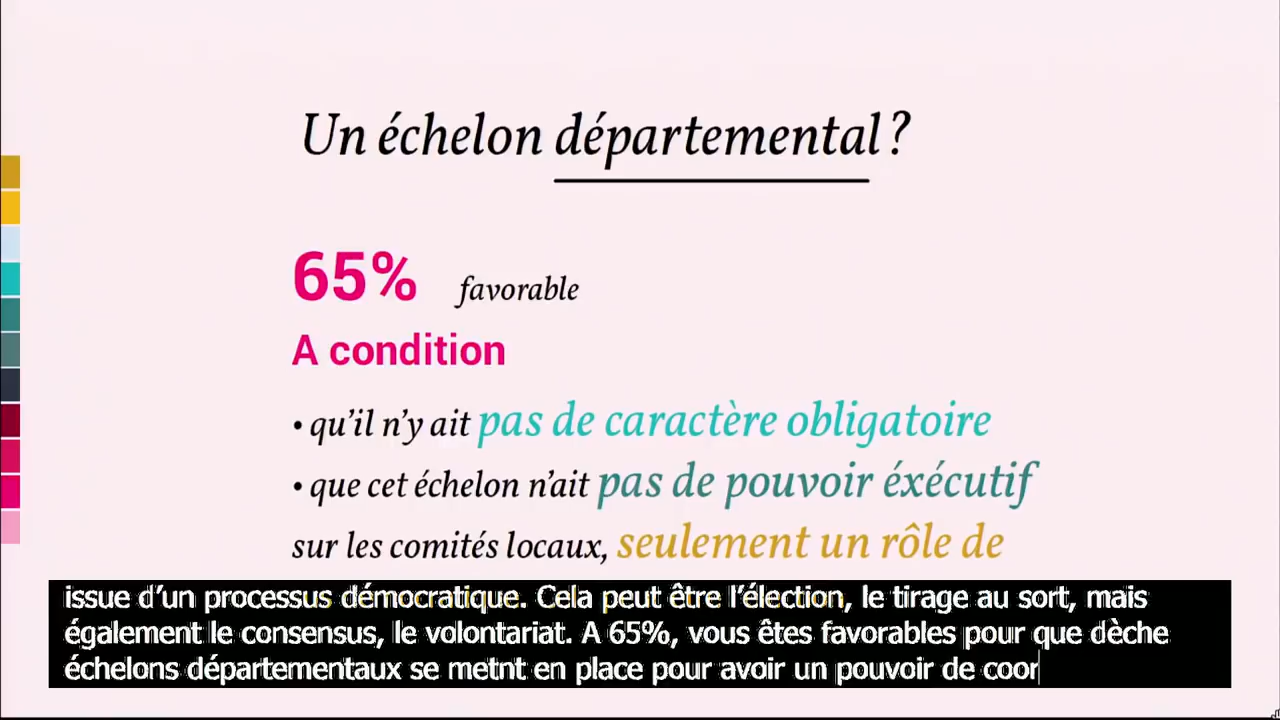 Un échelon départemental ?
65% favorable
A condition
• qu’il n’y ait pas de caractère obligatoire
• que cet échelon n’ait pas de pouvoir éxécutif
sur les comités locaux, seulement un rôle de
issue d’un processus démocratique. Cela peut être l’élection, le tirage au sort, mais
également le consensus, le volontariat. A 65%, vous êtes favorables pour que dèche
échelons départementaux se metnt en place pour avoir un pouvoir de coor